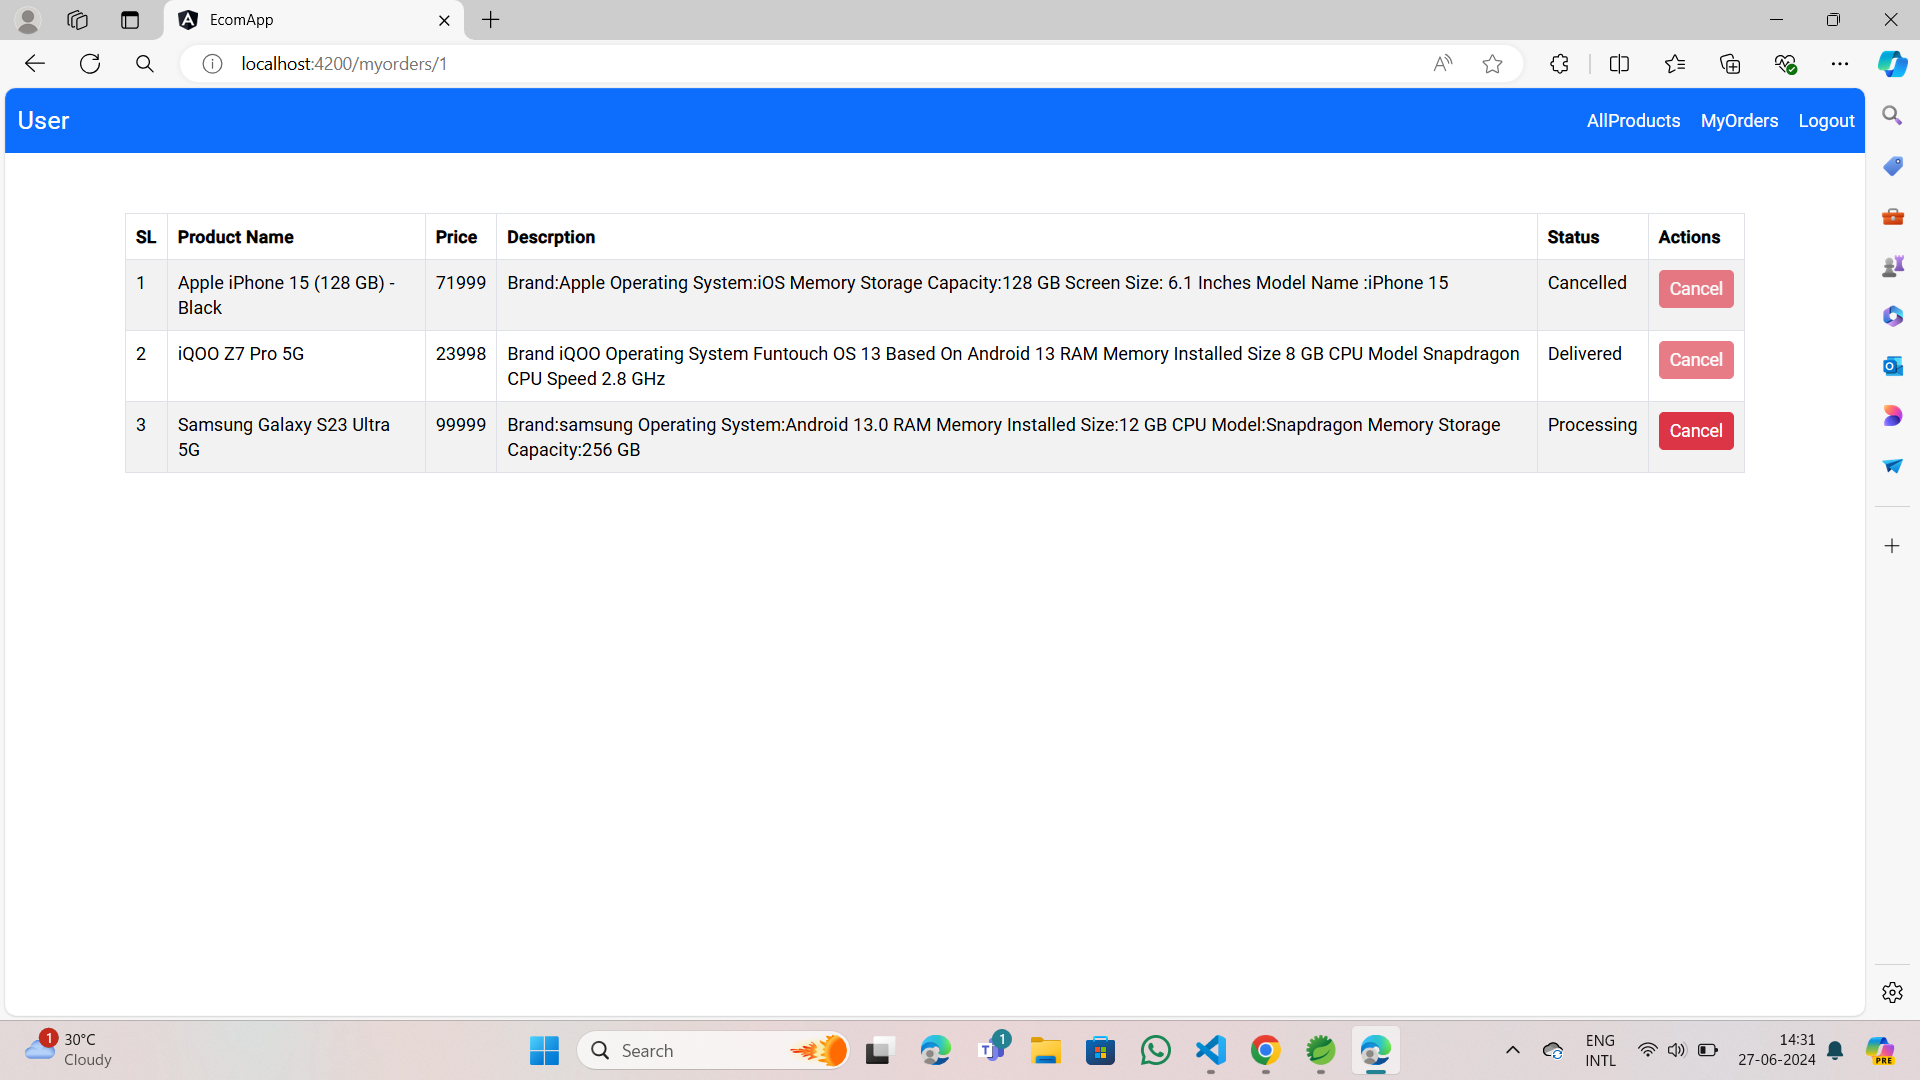 EcomApp
localhost:4200/myorders/1
User
AllProducts MyOrders Logout
SL Product Name Price Descrption Status Actions
1 Apple iPhone 15 (128 GB) - 71999 Brand:Apple Operating System:iOS Memory Storage Capacity:128 GB Screen Size: 6.1 Inches Model Name :iPhone 15 Cancelled Cancel
Black
2 iQOO Z7 Pro 5G 23998 Brand iQOO Operating System Funtouch OS 13 Based On Android 13 RAM Memory Installed Size 8 GB CPU Model Snapdragon Delivered Cancel
CPU Speed 2.8 GHz
3 Samsung Galaxy S23 Ultra 99999 Brand:samsung Operating System:Android 13.0 RAM Memory Installed Size:12 GB CPU Model:Snapdragon Memory Storage Processing Cancel
5G Capacity:256 GB
1 30°C
Cloudy
Search
1
ENG
INTL
14:31
27-06-2024
PRE